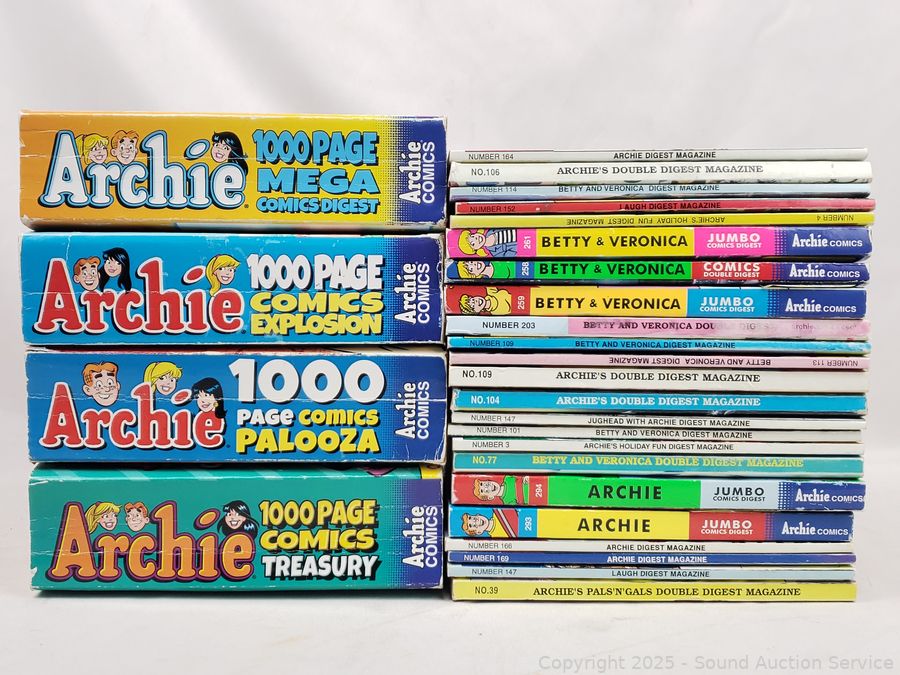 Archie
1000 PAGE
MEGA
COMICS DIGEST
Archie
COMICS
Archie
1000 PAGE
COMICS
EXPLOSION
Archie
COMICS
Archie
1000
PAGE COMICS
PALOOZA
Archie
COMICS
Archie
1000 PAGE
COMICS
TREASURY
Archie
COMICS
NUMBER 164 ARCHIE DIGEST MAGAZINE
NO.106 ARCHIE'S DOUBLE DIGEST MAGAZINE
NUMBER 114 BETTY AND VERONICA DIGEST MAGAZINE
NUMBER 152 LAUGH DIGEST MAGAZINE
NUMBER 4 ARCHIE'S HOLIDAY FUN DIGEST MAGAZINE
261 BETTY & VERONICA JUMBO COMICS DIGEST Archie COMICS
258 BETTY & VERONICA COMICS DOUBLE DIGEST Archie COMICS
259 BETTY & VERONICA JUMBO COMICS DIGEST Archie COMICS
NUMBER 203 BETTY AND VERONICA DOUBLE DIGEST
NUMBER 109 BETTY AND VERONICA DIGEST MAGAZINE
NUMBER 113 BETTY AND VERONICA DIGEST MAGAZINE
NO.109 ARCHIE'S DOUBLE DIGEST MAGAZINE
NO.104 ARCHIE'S DOUBLE DIGEST MAGAZINE
NUMBER 147 JUGHEAD WITH ARCHIE DIGEST MAGAZINE
NUMBER 101 BETTY AND VERONICA DIGEST MAGAZINE
NUMBER 3 ARCHIE'S HOLIDAY FUN DIGEST MAGAZINE
NO.77 BETTY AND VERONICA DOUBLE DIGEST MAGAZINE
294 ARCHIE JUMBO COMICS DIGEST Archie COMICS
293 ARCHIE JUMBO COMICS DIGEST Archie COMICS
NUMBER 166 ARCHIE DIGEST MAGAZINE
NUMBER 169 ARCHIE DIGEST MAGAZINE
NUMBER 147 LAUGH DIGEST MAGAZINE
NO.39 ARCHIE'S PALS'N'GALS DOUBLE DIGEST MAGAZINE
Copyright 2025 - Sound Auction Service